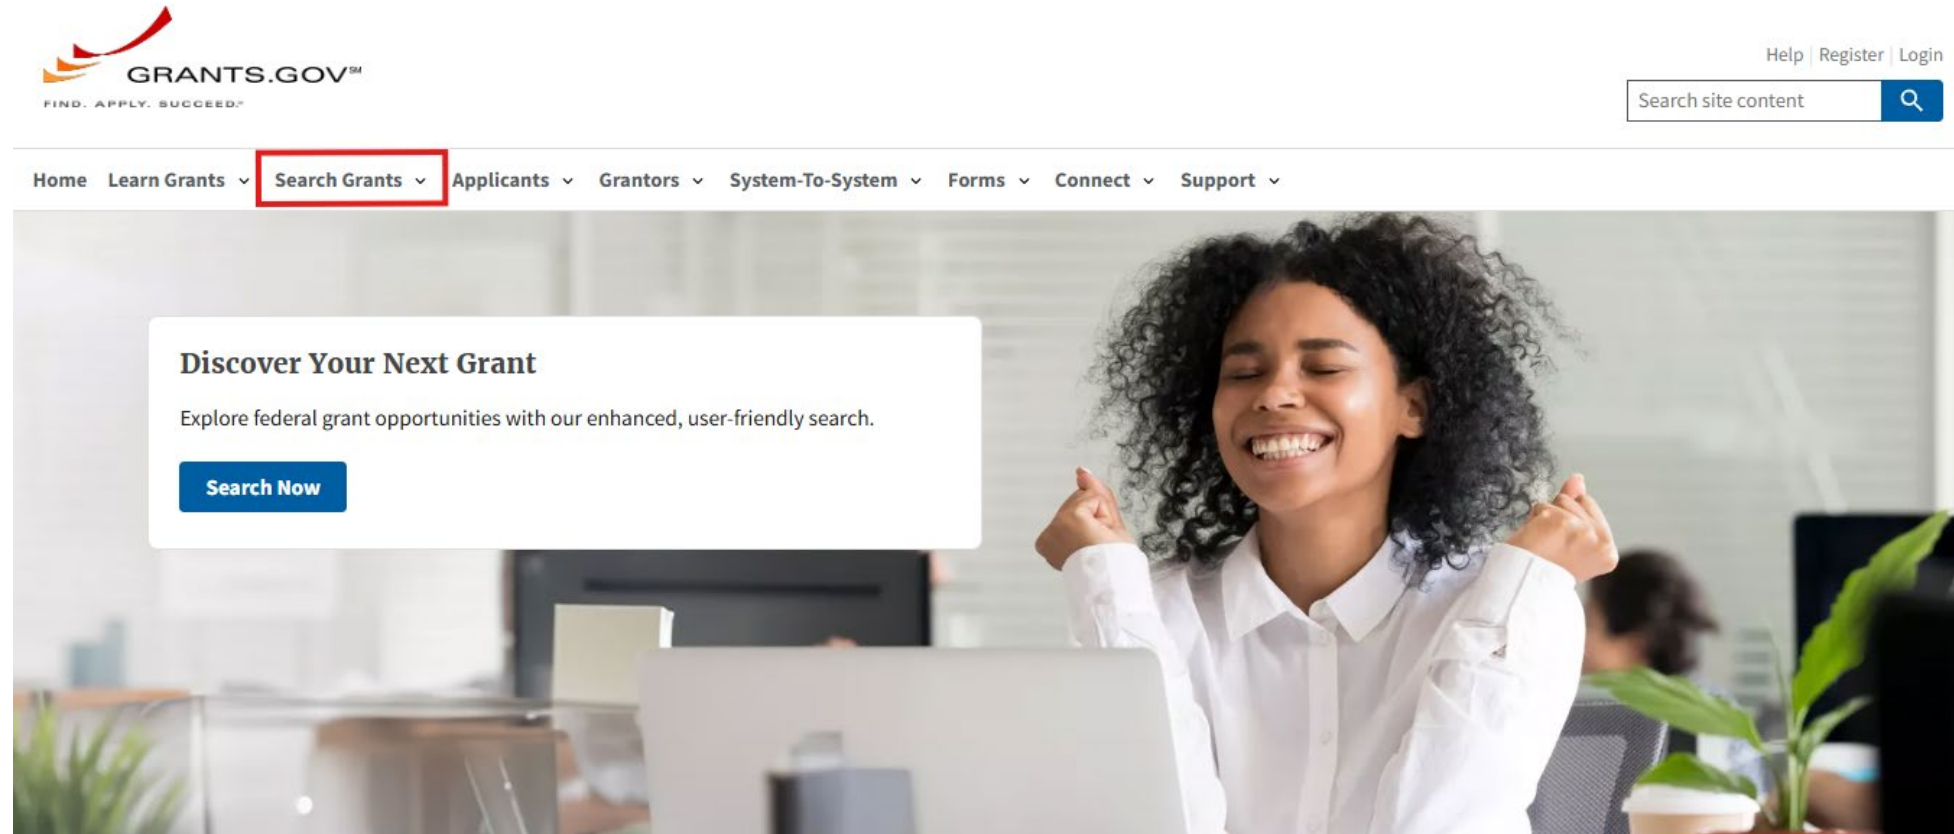 GRANTS.GOV℠
FIND. APPLY. SUCCEED.℠
Help | Register | Login
Search site content
Home Learn Grants Search Grants Applicants Grantors System-To-System Forms Connect Support
Discover Your Next Grant
Explore federal grant opportunities with our enhanced, user-friendly search.
Search Now